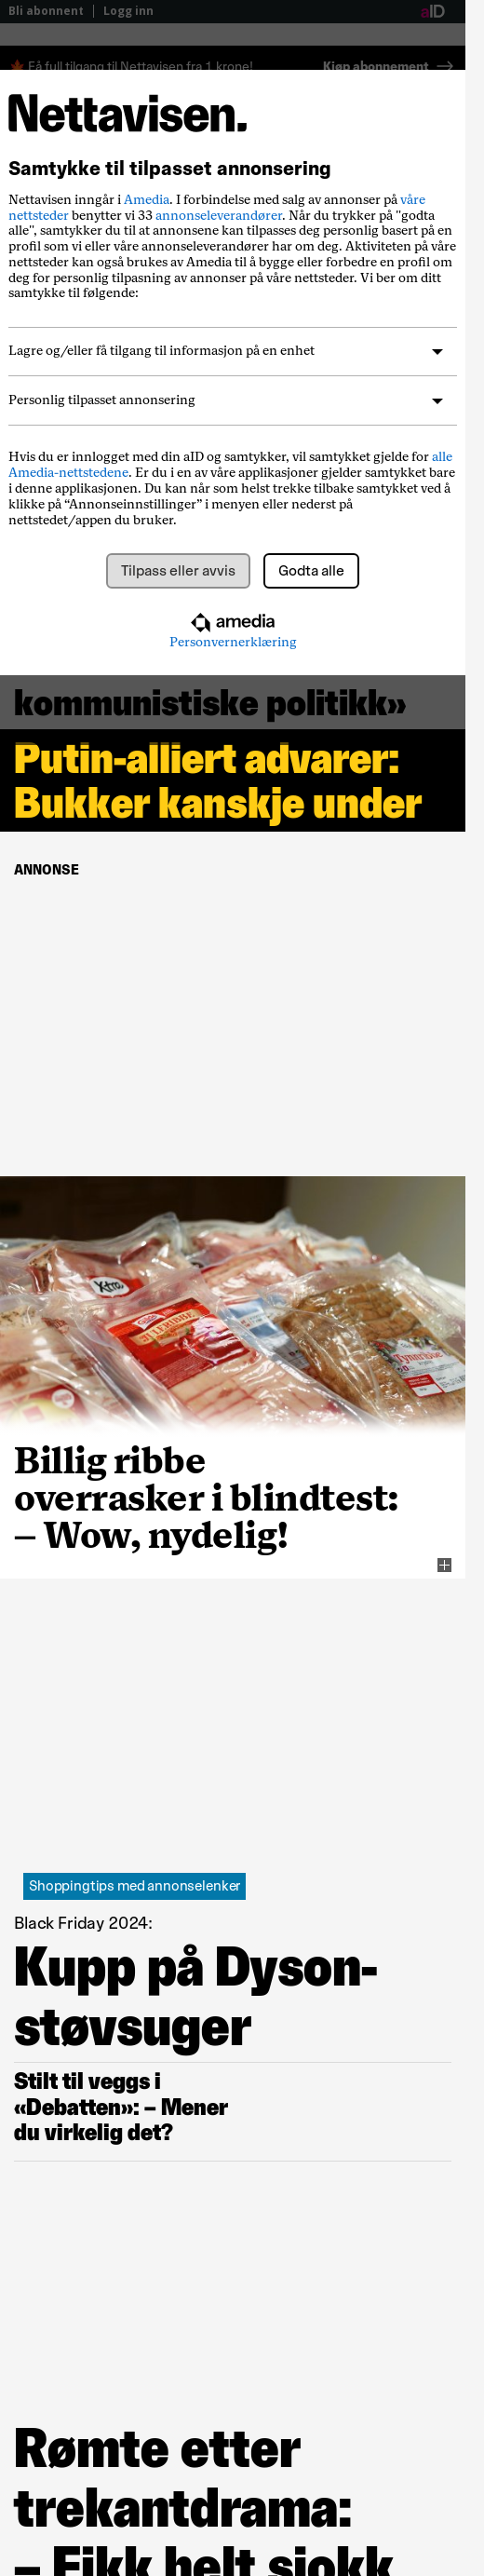 Bli abonnent | Logg inn aID
Få full tilgang til Nettavisen fra 1 krone! Kjøp abonnement
Nettavisen.
Samtykke til tilpasset annonsering
Nettavisen inngår i Amedia. I forbindelse med salg av annonser på våre
nettsteder benytter vi 33 annonseleverandører. Når du trykker på "godta
alle", samtykker du til at annonsene kan tilpasses deg personlig basert på en
profil som vi eller våre annonseleverandører har om deg. Aktiviteten på våre
nettsteder kan også brukes av Amedia til å bygge eller forbedre en profil om
deg for personlig tilpasning av annonser på våre nettsteder. Vi ber om ditt
samtykke til følgende:
Lagre og/eller få tilgang til informasjon på en enhet
Personlig tilpasset annonsering
Hvis du er innlogget med din aID og samtykker, vil samtykket gjelde for alle
Amedia-nettstedene. Er du i en av våre applikasjoner gjelder samtykket bare
i denne applikasjonen. Du kan når som helst trekke tilbake samtykket ved å
klikke på “Annonseinnstillinger” i menyen eller nederst på
nettstedet/appen du bruker.
Tilpass eller avvis Godta alle
amedia
Personvernerklæring
kommunistiske politikk»
Putin-alliert advarer:
Bukker kanskje under
ANNONSE
Xtra
Billig ribbe
overrasker i blindtest:
– Wow, nydelig!
Shoppingtips med annonselenker
Black Friday 2024:
Kupp på Dyson-
støvsuger
Stilt til veggs i
«Debatten»: – Mener
du virkelig det?
Rømte etter
trekantdrama:
– Fikk helt sjokk